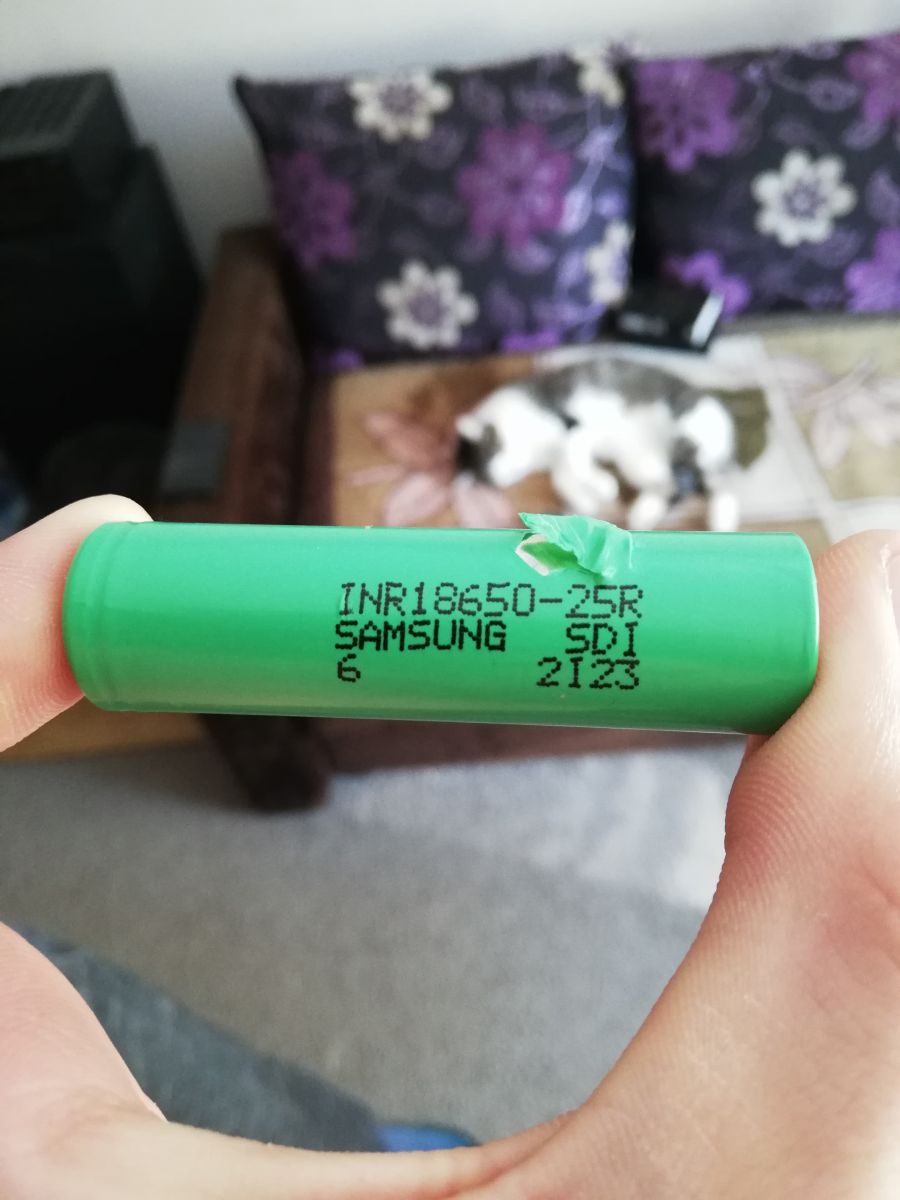 INR18650-25R
SAMSUNG SDI
6 2I23